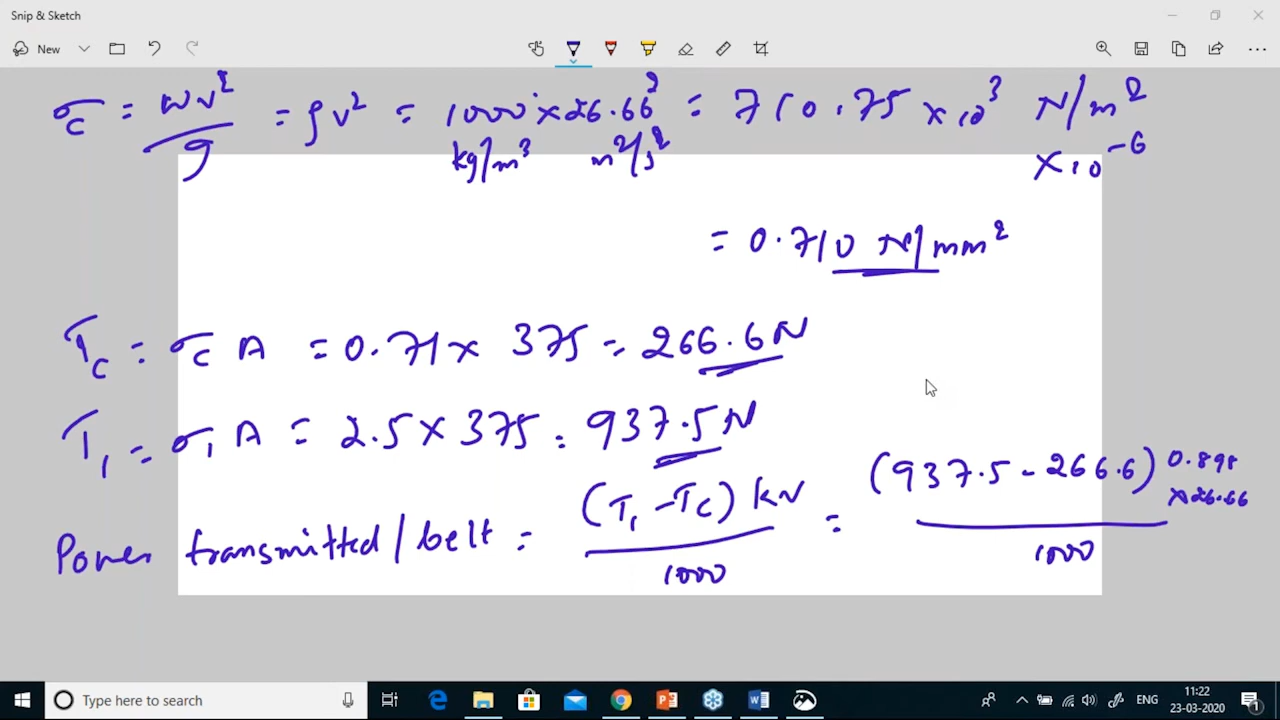 Snip & Sketch
New
σc = wv²/g = ρv² = 1000 × 26.66² = 710.75 × 10³ N/m²
kg/m³ m²/s² × 10⁻⁶
= 0.710 N/mm²
Tc = σc A = 0.71 × 375 = 266.6 N
T1 = σ1 A = 2.5 × 375 = 937.5 N
Power transmitted/belt = (T1 - Tc) kv / 1000 = (937.5 - 266.6) 0.898 × 26.66 / 1000
Type here to search
ENG
11:22
23-03-2020
1